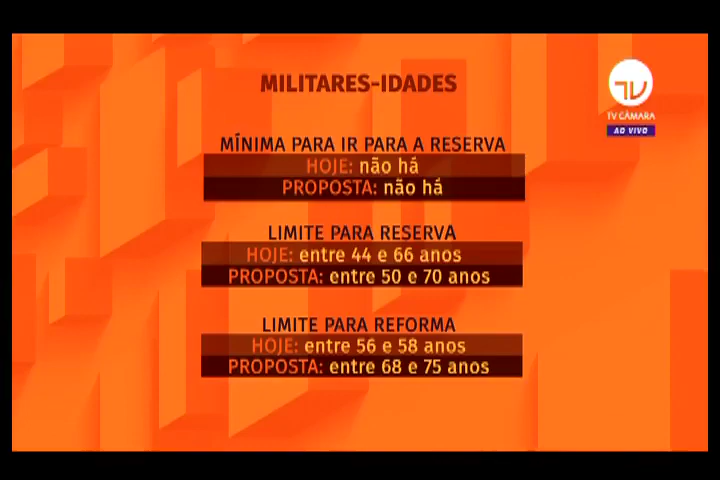 MILITARES-IDADES
TV CÂMARA
AO VIVO
MÍNIMA PARA IR PARA A RESERVA
HOJE: não há
PROPOSTA: não há
LIMITE PARA RESERVA
HOJE: entre 44 e 66 anos
PROPOSTA: entre 50 e 70 anos
LIMITE PARA REFORMA
HOJE: entre 56 e 58 anos
PROPOSTA: entre 68 e 75 anos